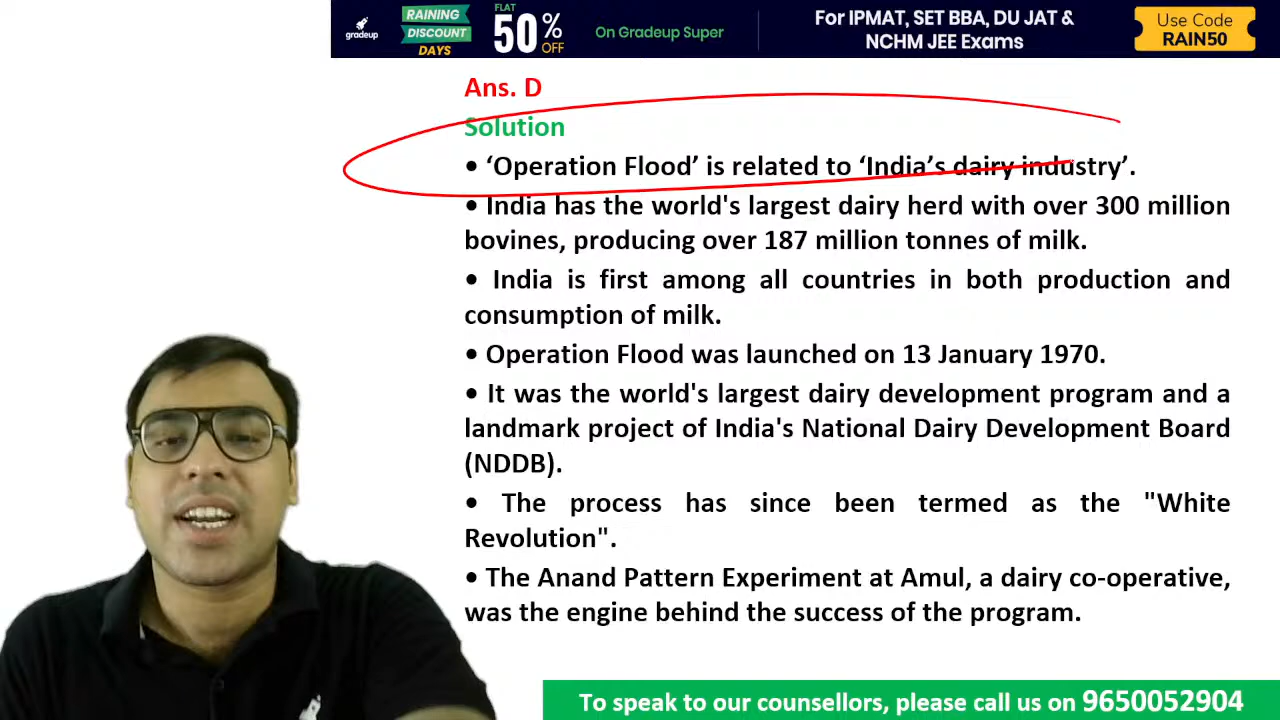 gradeup
RAINING
DISCOUNT
DAYS
FLAT
50% OFF
On Gradeup Super
For IPMAT, SET BBA, DU JAT &
NCHM JEE Exams
Use Code
RAIN50
Ans. D
Solution
• ‘Operation Flood’ is related to ‘India’s dairy industry’.
• India has the world's largest dairy herd with over 300 million
bovines, producing over 187 million tonnes of milk.
• India is first among all countries in both production and
consumption of milk.
• Operation Flood was launched on 13 January 1970.
• It was the world's largest dairy development program and a
landmark project of India's National Dairy Development Board
(NDDB).
• The process has since been termed as the "White
Revolution".
• The Anand Pattern Experiment at Amul, a dairy co-operative,
was the engine behind the success of the program.
To speak to our counsellors, please call us on 9650052904